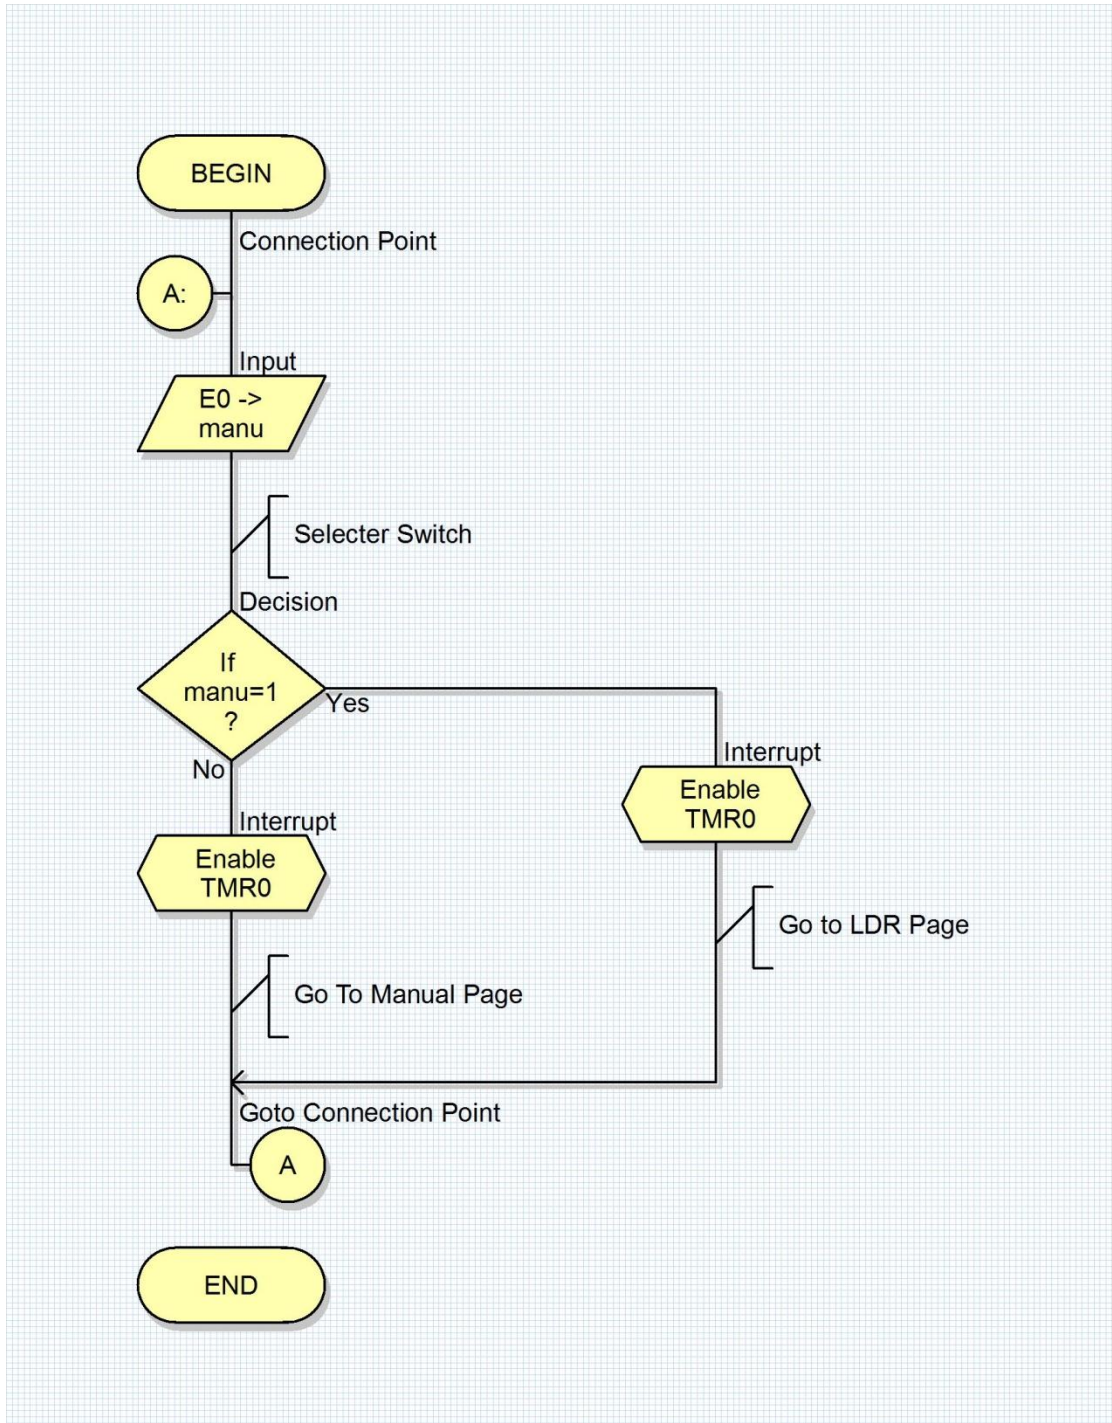 BEGIN
Connection Point
A:
Input
E0 ->
manu
Selecter Switch
Decision
If
manu=1
?
Yes
No
Interrupt
Enable
TMR0
Interrupt
Enable
TMR0
Go to LDR Page
Go To Manual Page
Goto Connection Point
A
END